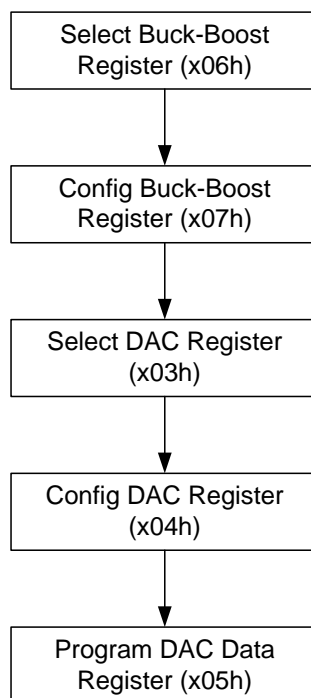 Select Buck-Boost
Register (x06h)
Config Buck-Boost
Register (x07h)
Select DAC Register
(x03h)
Config DAC Register
(x04h)
Program DAC Data
Register (x05h)